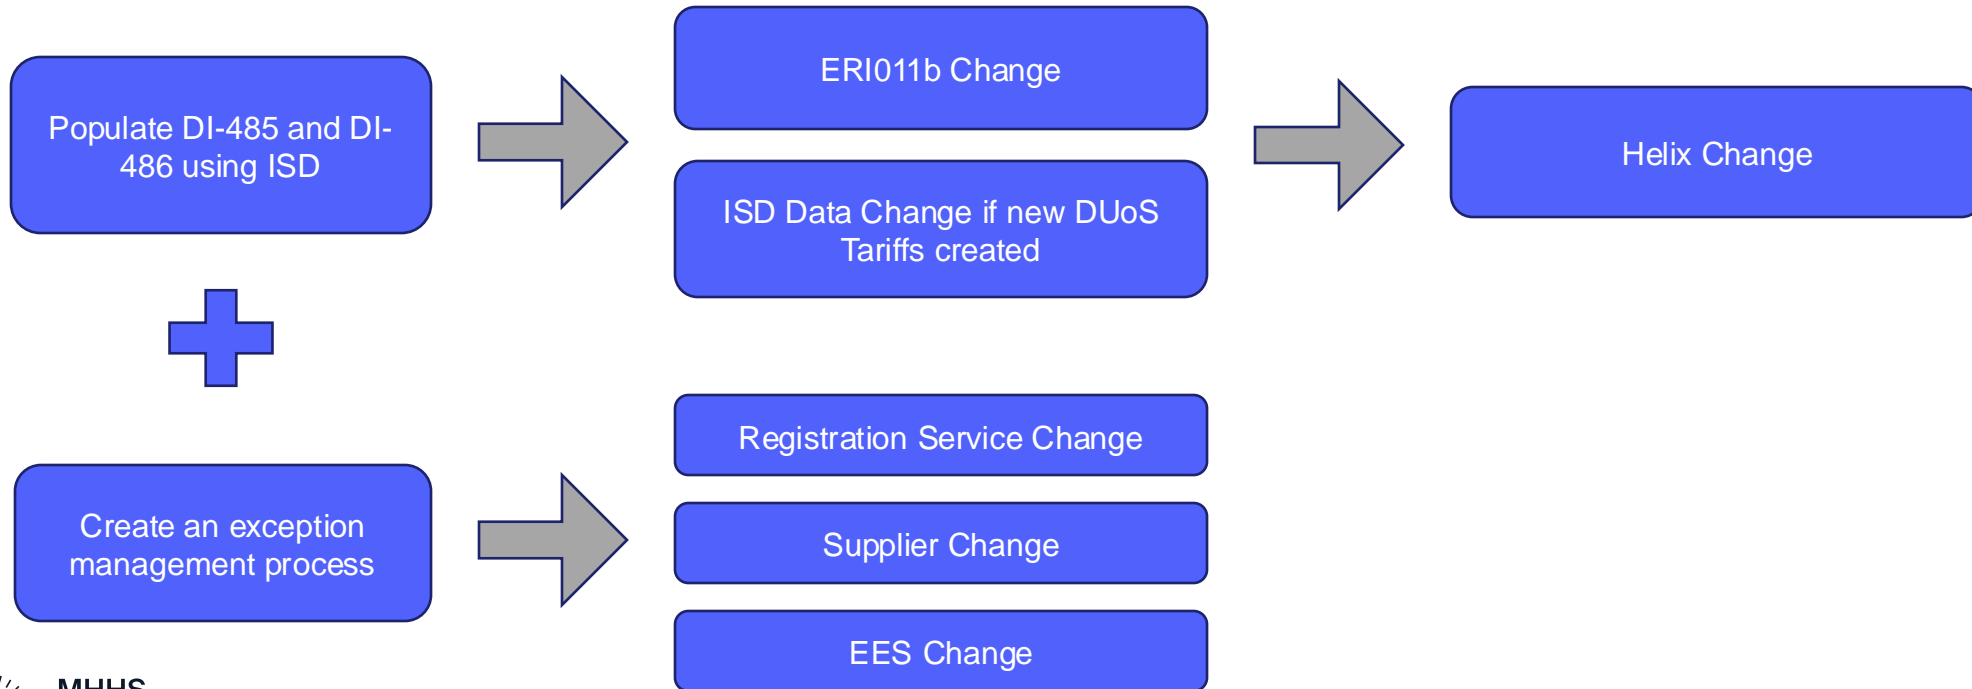 Populate DI-485 and DI-
486 using ISD
ERI011b Change
ISD Data Change if new DUoS
Tariffs created
Helix Change
Create an exception
management process
Registration Service Change
Supplier Change
EES Change
MHHS